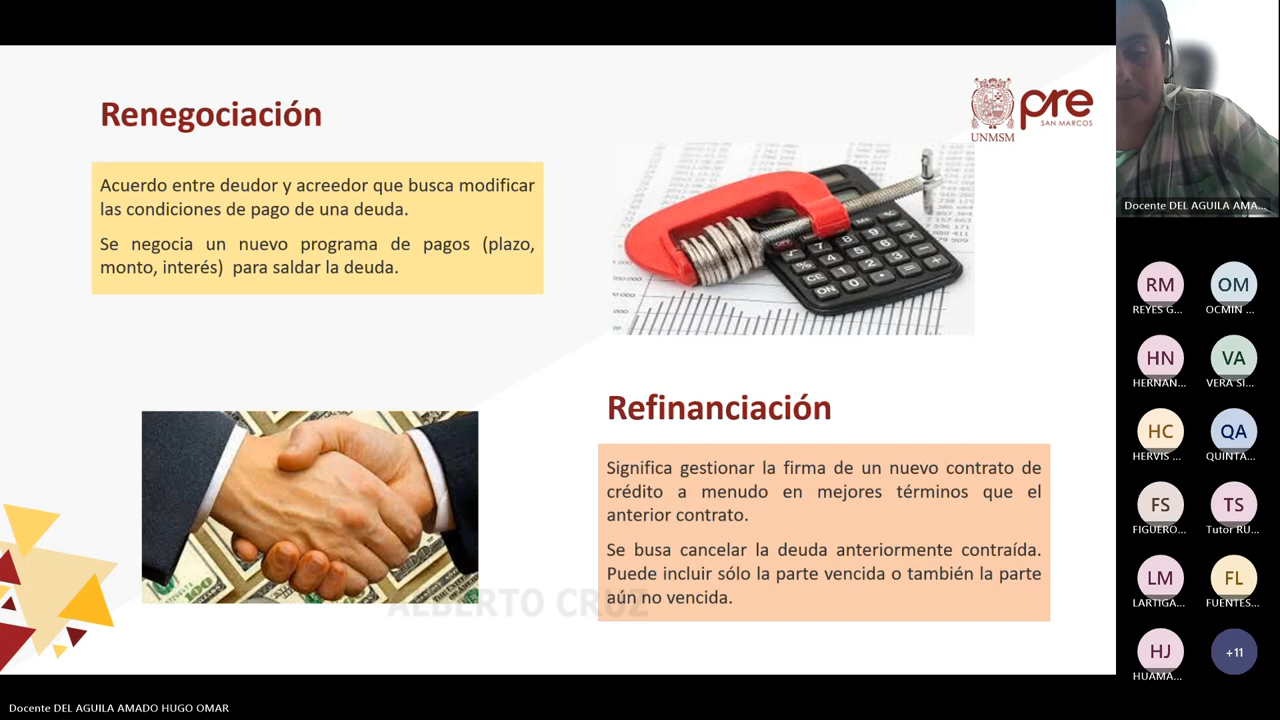 Renegociación
Acuerdo entre deudor y acreedor que busca modificar
las condiciones de pago de una deuda.
Se negocia un nuevo programa de pagos (plazo,
monto, interés) para saldar la deuda.
UNMSM
pre
SAN MARCOS
Refinanciación
Significa gestionar la firma de un nuevo contrato de
crédito a menudo en mejores términos que el
anterior contrato.
Se busa cancelar la deuda anteriormente contraída.
Puede incluir sólo la parte vencida o también la parte
aún no vencida.
ALBERTO CRUZ
Docente DEL AGUILA AMA...
RM
REYES G...
OM
OCMIN ...
HN
HERNAN...
VA
VERA SI...
HC
HERVIS ...
QA
QUINTA...
FS
FIGUERO...
TS
Tutor RU...
LM
LARTIGA...
FL
FUENTES...
HJ
HUAMA...
+11
Docente DEL AGUILA AMADO HUGO OMAR